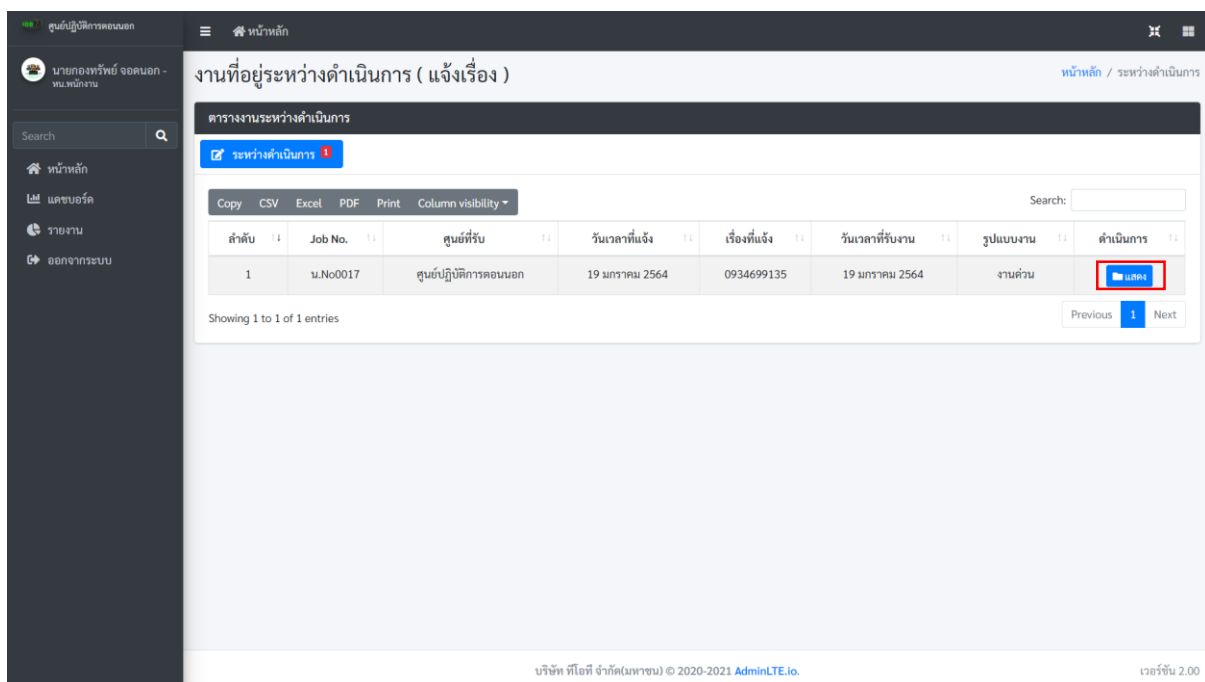 ศูนย์ปฏิบัติการตอนนอก
หน้าหลัก
นายกองทรัพย์ จอดนอก -
หน.พนักงาน
งานที่อยู่ระหว่างดำเนินการ ( แจ้งเรื่อง )
หน้าหลัก / ระหว่างดำเนินการ
Search
หน้าหลัก
แดชบอร์ด
รายงาน
ออกจากระบบ
ตารางงานระหว่างดำเนินการ
ระหว่างดำเนินการ 1
Copy CSV Excel PDF Print Column visibility
Search:
ลำดับ Job No. ศูนย์ที่รับ วันเวลาที่แจ้ง เรื่องที่แจ้ง วันเวลาที่รับงาน รูปแบบงาน ดำเนินการ
1 น.No0017 ศูนย์ปฏิบัติการตอนนอก 19 มกราคม 2564 0934699135 19 มกราคม 2564 งานด่วน แสดง
Showing 1 to 1 of 1 entries
Previous 1 Next
บริษัท ทีโอที จำกัด(มหาชน) © 2020-2021 AdminLTE.io.
เวอร์ชัน 2.00